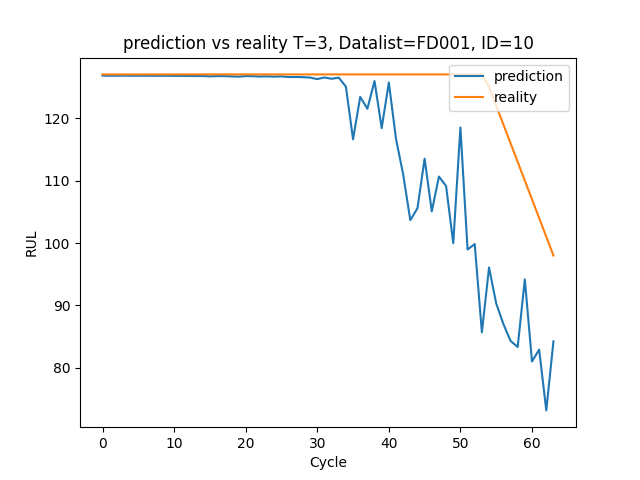 prediction vs reality T=3, Datalist=FD001, ID=10
prediction
reality
RUL
120
110
100
90
80
0 10 20 30 40 50 60
Cycle